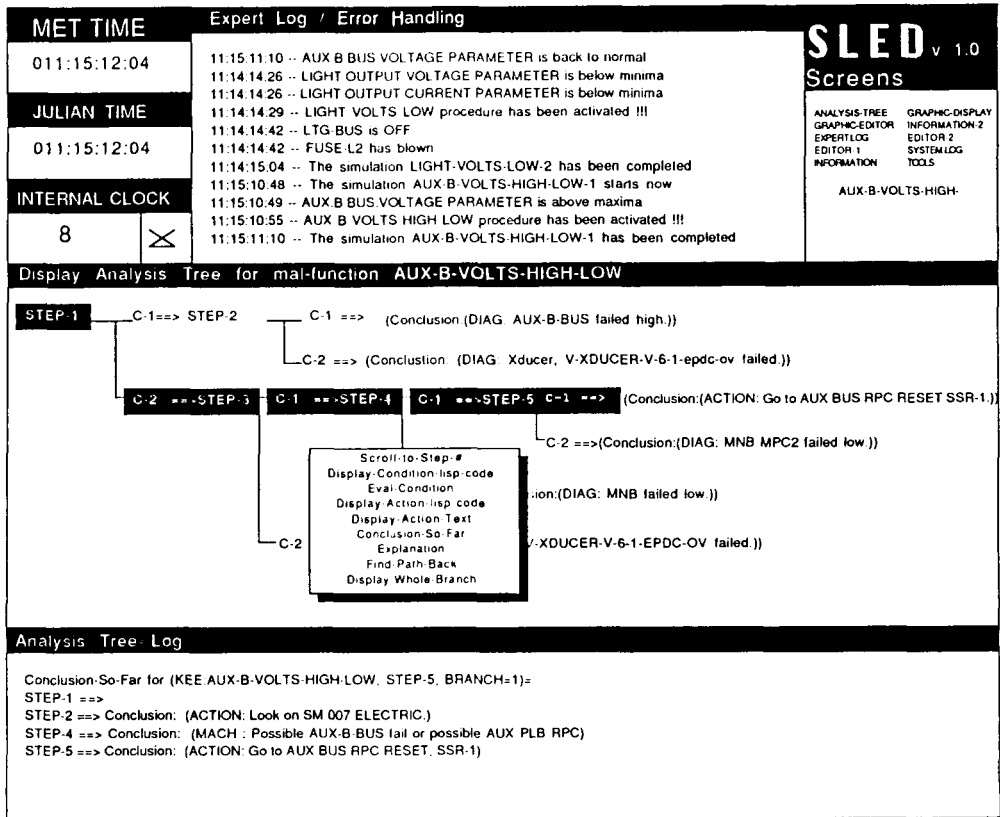 MET TIME
011:15:12:04
JULIAN TIME
011:15:12:04
INTERNAL CLOCK
8
Expert Log / Error Handling
11:15:11:10 -- AUX B BUS VOLTAGE PARAMETER is back to normal
11:14:14:26 -- LIGHT OUTPUT VOLTAGE PARAMETER is below minima
11:14:14:26 -- LIGHT OUTPUT CURRENT PARAMETER is below minima
11:14:14:29 -- LIGHT VOLTS LOW procedure has been activated !!!
11:14:14:42 -- LTG-BUS is OFF
11:14:14:42 -- FUSE-L2 has blown
11:14:15:04 -- The simulation LIGHT-VOLTS-LOW-2 has been completed
11:15:10:48 -- The simulation AUX-B-VOLTS-HIGH-LOW-1 starts now
11:15:10:49 -- AUX.B BUS.VOLTAGE PARAMETER is above maxima
11:15:10:55 -- AUX B VOLTS HIGH LOW procedure has been activated !!!
11:15:11:10 -- The simulation AUX-B-VOLTS-HIGH-LOW-1 has been completed
SLED v 1.0
Screens
ANALYSIS-TREE GRAPHIC-DISPLAY
GRAPHIC-EDITOR INFORMATION-2
EXPERTLOG EDITOR-2
EDITOR-1 SYSTEMLOG
INFORMATION TOOLS
AUX-B-VOLTS-HIGH-
Display Analysis Tree for mal-function AUX-B-VOLTS-HIGH-LOW
STEP-1 C-1==> STEP-2 C-1 ==> (Conclusion:(DIAG: AUX-B-BUS failed high.))
C-2 ==> (Conclustion: (DIAG: Xducer, V-XDUCER-V-6-1-epdc-ov failed.))
C-2 ==>STEP-3 C-1 ==>STEP-4 C-1 ==>STEP-5 C-1 ==> (Conclusion:(ACTION: Go to AUX BUS RPC RESET SSR-1.))
C-2 ==>(Conclusion:(DIAG: MNB MPC2 failed low.))
Scroll-to-Step-#
Display-Condition-lisp-code
Eval-Condition
Display-Action-lisp code
Display-Action-Text
Conclusion-So-Far
Explanation
Find-Path-Back
Display Whole-Branch
ion:(DIAG: MNB failed low.))
C-2 V-XDUCER-V-6-1-EPDC-OV failed.))
Analysis Tree- Log
Conclusion-So-Far for (KEE:AUX-B-VOLTS-HIGH-LOW, STEP-5, BRANCH=1)=
STEP-1 ==>
STEP-2 ==> Conclusion: (ACTION: Look on SM 007 ELECTRIC.)
STEP-4 ==> Conclusion: (MACH : Possible AUX-B-BUS fail or possible AUX PLB RPC)
STEP-5 ==> Conclusion: (ACTION: Go to AUX BUS RPC RESET, SSR-1)